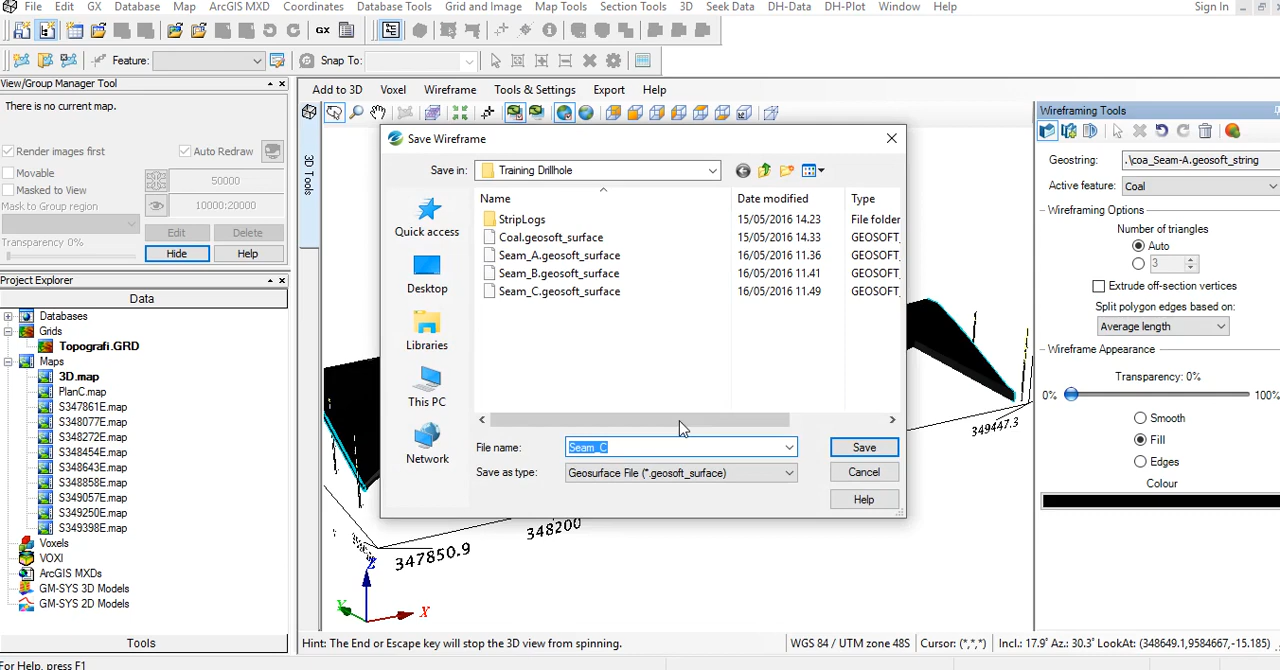 File Edit GX Database Map ArcGIS MXD Coordinates Database Tools Grid and Image Map Tools Section Tools 3D Seek Data DH-Data DH-Plot Window Help Sign In
GX
Feature: Snap To:
View/Group Manager Tool
There is no current map.
Render images first Auto Redraw
Movable 50000
Masked to View
Mask to Group region 10000:20000
Edit Delete
Transparency 0%
Hide Help
Project Explorer
Data
Databases
Grids
Topografi.GRD
Maps
3D.map
PlanC.map
S347861E.map
S348077E.map
S348272E.map
S348454E.map
S348643E.map
S348858E.map
S349057E.map
S349250E.map
S349398E.map
Voxels
VOXI
ArcGIS MXDs
GM-SYS 3D Models
GM-SYS 2D Models
Tools
For Help, press F1
Add to 3D Voxel Wireframe Tools & Settings Export Help
3D Tools
Save Wireframe
Save in: Training Drillhole
Name Date modified Type
StripLogs 15/05/2016 14.23 File folder
Coal.geosoft_surface 15/05/2016 14.33 GEOSOFT_
Seam_A.geosoft_surface 16/05/2016 11.36 GEOSOFT_
Seam_B.geosoft_surface 16/05/2016 11.41 GEOSOFT_
Seam_C.geosoft_surface 16/05/2016 11.49 GEOSOFT_
Quick access
Desktop
Libraries
This PC
Network
File name: Seam_C Save
Save as type: Geosurface File (*.geosoft_surface) Cancel
Help
349447.3
348200
347850.9
Z
Y
X
Wireframing Tools
Geostring: .\coa_Seam-A.geosoft_string
Active feature: Coal
Wireframing Options
Number of triangles
Auto
3
Extrude off-section vertices
Split polygon edges based on:
Average length
Wireframe Appearance
Transparency: 0%
0% 100%
Smooth
Fill
Edges
Colour
Hint: The End or Escape key will stop the 3D view from spinning. WGS 84 / UTM zone 48S Cursor: (*,*,*) Incl.: 17.9° Az.: 30.3° LookAt: (348649.1,9584667,-15.185)